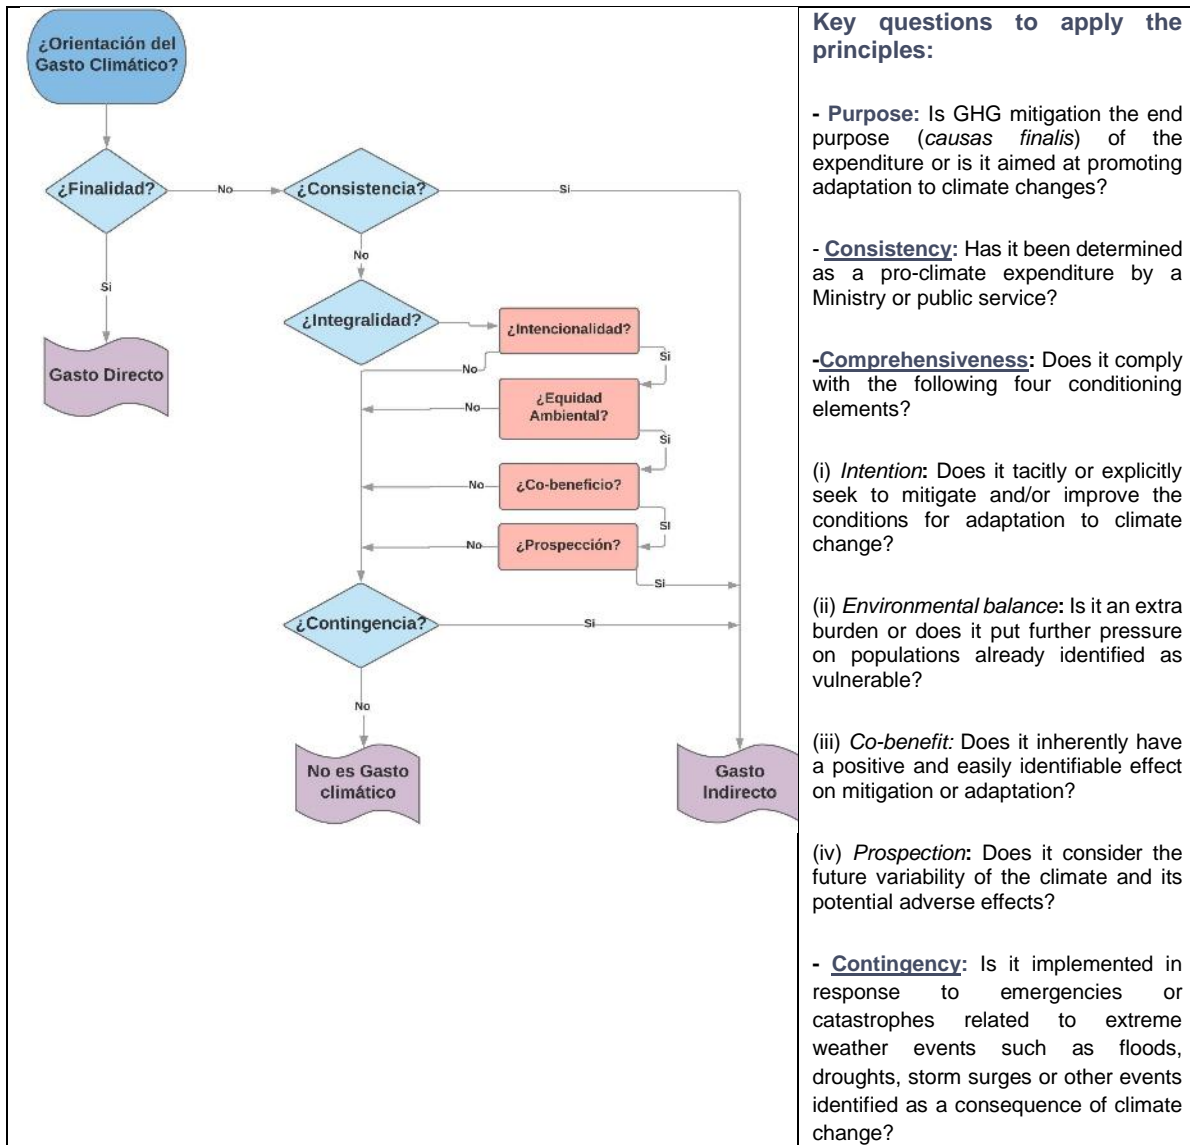 ¿Orientación del
Gasto Climático?
¿Finalidad?
No
¿Consistencia?
Si
No
Si
¿Integralidad?
¿Intencionalidad?
Si
No
Gasto Directo
¿Equidad
Ambiental?
No
Si
¿Co-beneficio?
No
SI
¿Prospección?
No
Si
¿Contingencia?
Si
No
No es Gasto
climático
Gasto
Indirecto
Key questions to apply the
principles:
- Purpose: Is GHG mitigation the end
purpose (causas finalis) of the
expenditure or is it aimed at promoting
adaptation to climate changes?
- Consistency: Has it been determined
as a pro-climate expenditure by a
Ministry or public service?
-Comprehensiveness: Does it comply
with the following four conditioning
elements?
(i) Intention: Does it tacitly or explicitly
seek to mitigate and/or improve the
conditions for adaptation to climate
change?
(ii) Environmental balance: Is it an extra
burden or does it put further pressure
on populations already identified as
vulnerable?
(iii) Co-benefit: Does it inherently have
a positive and easily identifiable effect
on mitigation or adaptation?
(iv) Prospection: Does it consider the
future variability of the climate and its
potential adverse effects?
- Contingency: Is it implemented in
response to emergencies or
catastrophes related to extreme
weather events such as floods,
droughts, storm surges or other events
identified as a consequence of climate
change?